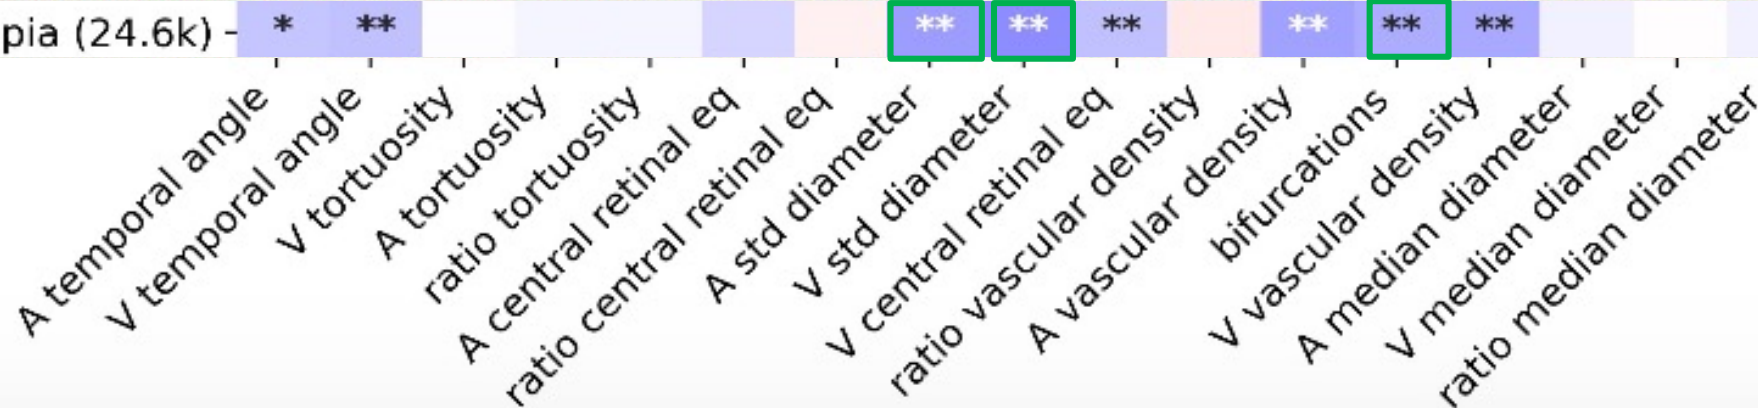 pia (24.6k)
* ** ** ** ** ** ** **
A temporal angle
V temporal angle
V tortuosity
A tortuosity
ratio tortuosity
A central retinal eq
ratio central retinal eq
A std diameter
V std diameter
V central retinal eq
ratio vascular density
A vascular density
bifurcations
V vascular density
A median diameter
V median diameter
ratio median diameter